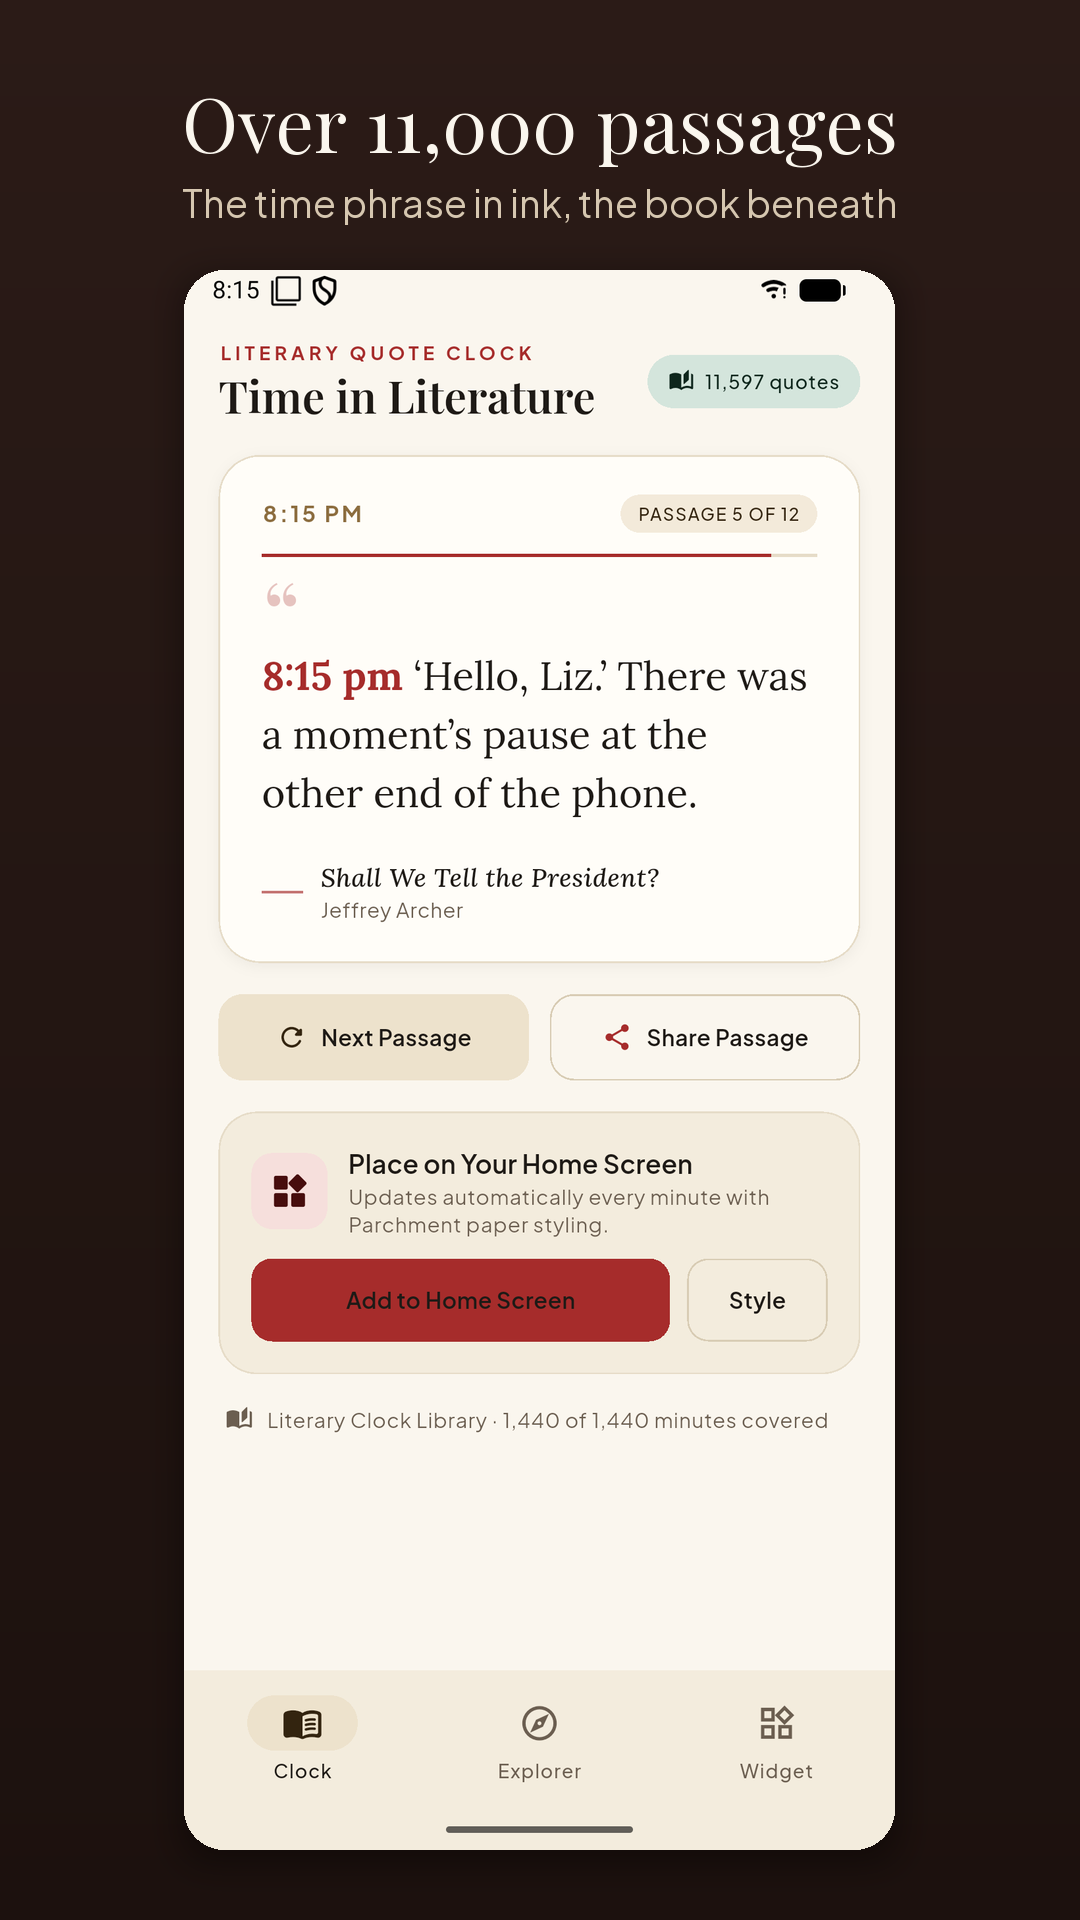 Over 11,000 passages
The time phrase in ink, the book beneath
8:15
LITERARY QUOTE CLOCK
Time in Literature
11,597 quotes
8:15 PM
PASSAGE 5 OF 12
“
8:15 pm ‘Hello, Liz.’ There was
a moment’s pause at the
other end of the phone.
Shall We Tell the President?
Jeffrey Archer
Next Passage
Share Passage
Place on Your Home Screen
Updates automatically every minute with
Parchment paper styling.
Add to Home Screen
Style
Literary Clock Library · 1,440 of 1,440 minutes covered
Clock
Explorer
Widget